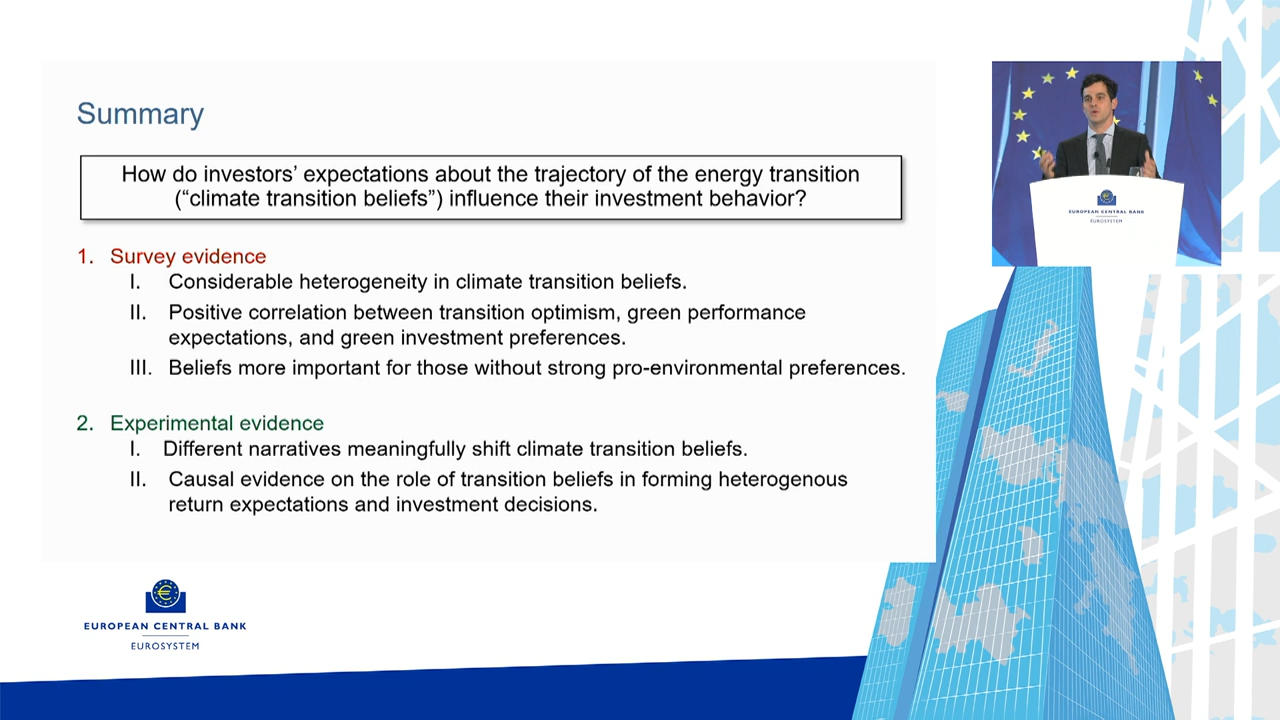 Summary
How do investors’ expectations about the trajectory of the energy transition
(“climate transition beliefs”) influence their investment behavior?
1. Survey evidence
I. Considerable heterogeneity in climate transition beliefs.
II. Positive correlation between transition optimism, green performance
expectations, and green investment preferences.
III. Beliefs more important for those without strong pro-environmental preferences.
2. Experimental evidence
I. Different narratives meaningfully shift climate transition beliefs.
II. Causal evidence on the role of transition beliefs in forming heterogenous
return expectations and investment decisions.
EUROPEAN CENTRAL BANK
EUROSYSTEM
EUROPEAN CENTRAL BANK
EUROSYSTEM